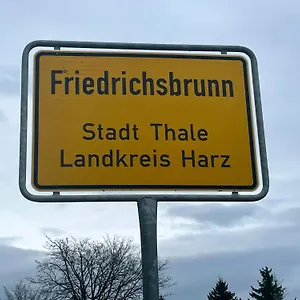 Friedrichsbrunn
Stadt Thale
Landkreis Harz